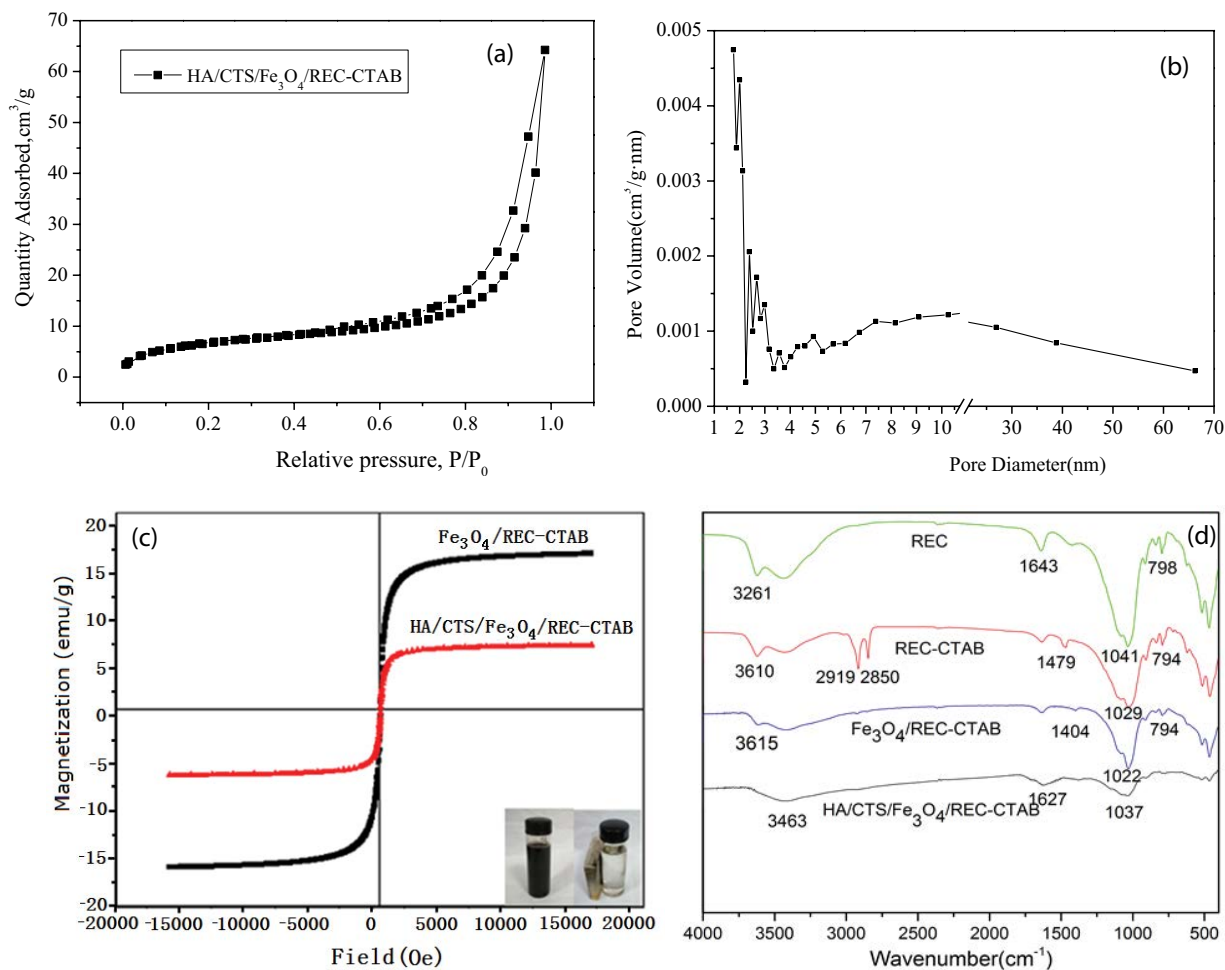 (a)
HA/CTS/Fe3O4/REC-CTAB
Quantity Adsorbed,cm3/g
70
60
50
40
30
20
10
0
0.0 0.2 0.4 0.6 0.8 1.0
Relative pressure, P/P0
(b)
Pore Volume(cm3/g·nm)
0.005
0.004
0.003
0.002
0.001
0.000
1 2 3 4 5 6 7 8 9 10 20 30 40 50 60 70
Pore Diameter(nm)
(c)
Fe3O4/REC-CTAB
HA/CTS/Fe3O4/REC-CTAB
Magnetization (emu/g)
20
15
10
5
0
-5
-10
-15
-20
-20000 -15000 -10000 -5000 0 5000 10000 15000 20000
Field(Oe)
(d)
REC
3261 1643 1041 798
REC-CTAB
3610 2919 2850 1479 1029 794
Fe3O4/REC-CTAB
3615 1404 1022 794
HA/CTS/Fe3O4/REC-CTAB
3463 1627 1037
4000 3500 3000 2500 2000 1500 1000 500
Wavenumber(cm-1)